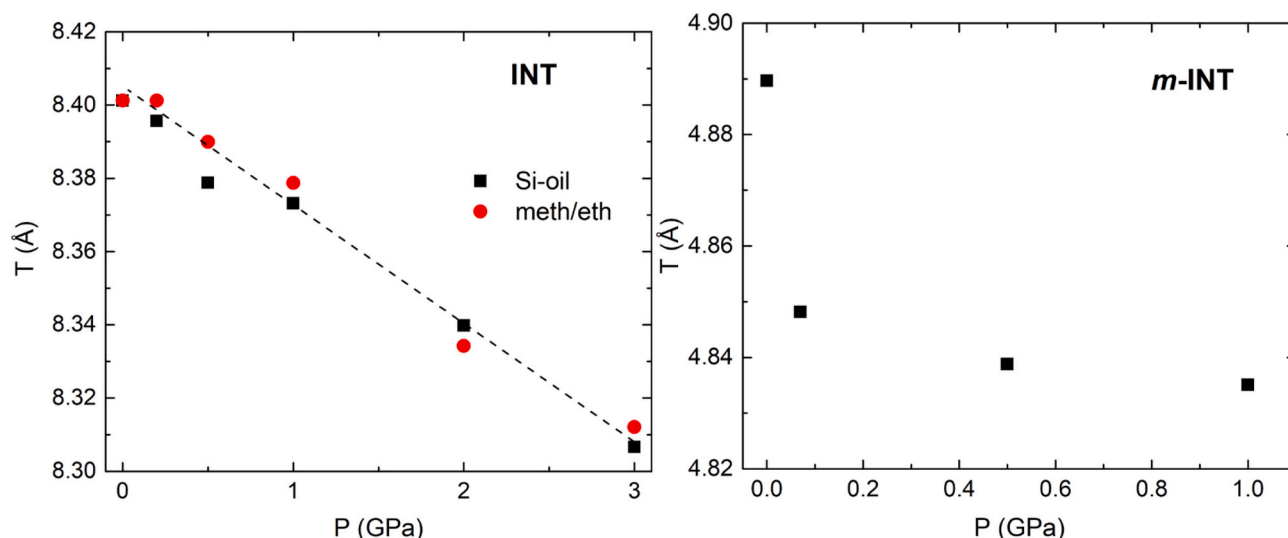 8.42
8.40
8.38
8.36
8.34
8.32
8.30
T (Å)
INT
Si-oil
meth/eth
0
1
2
3
P (GPa)
4.90
4.88
4.86
4.84
4.82
T (Å)
m-INT
0.0
0.2
0.4
0.6
0.8
1.0
P (GPa)